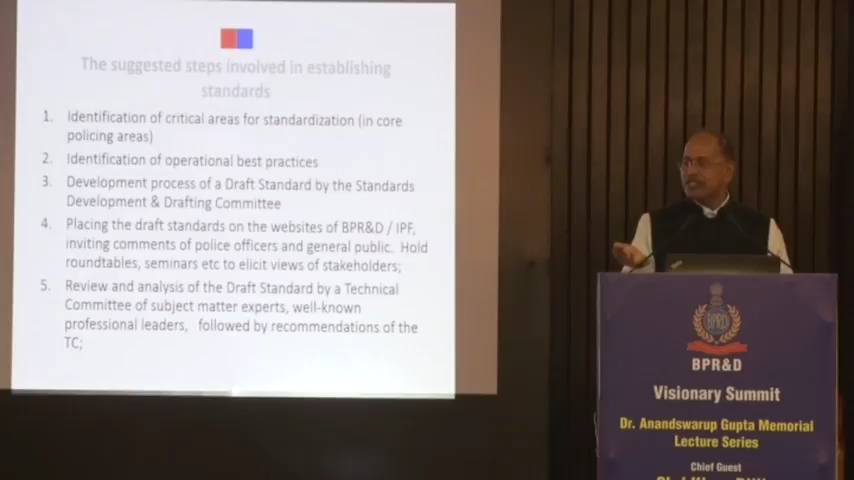 The suggested steps involved in establishing
standards
1. Identification of critical areas for standardization (in core
policing areas)
2. Identification of operational best practices
3. Development process of a Draft Standard by the Standards
Development & Drafting Committee
4. Placing the draft standards on the websites of BPR&D / IPF,
inviting comments of police officers and general public. Hold
roundtables, seminars etc to elicit views of stakeholders;
5. Review and analysis of the Draft Standard by a Technical
Committee of subject matter experts, well-known
professional leaders, followed by recommendations of the
TC;
BPRD
BPR&D
Visionary Summit
Dr. Anandswarup Gupta Memorial
Lecture Series
Chief Guest